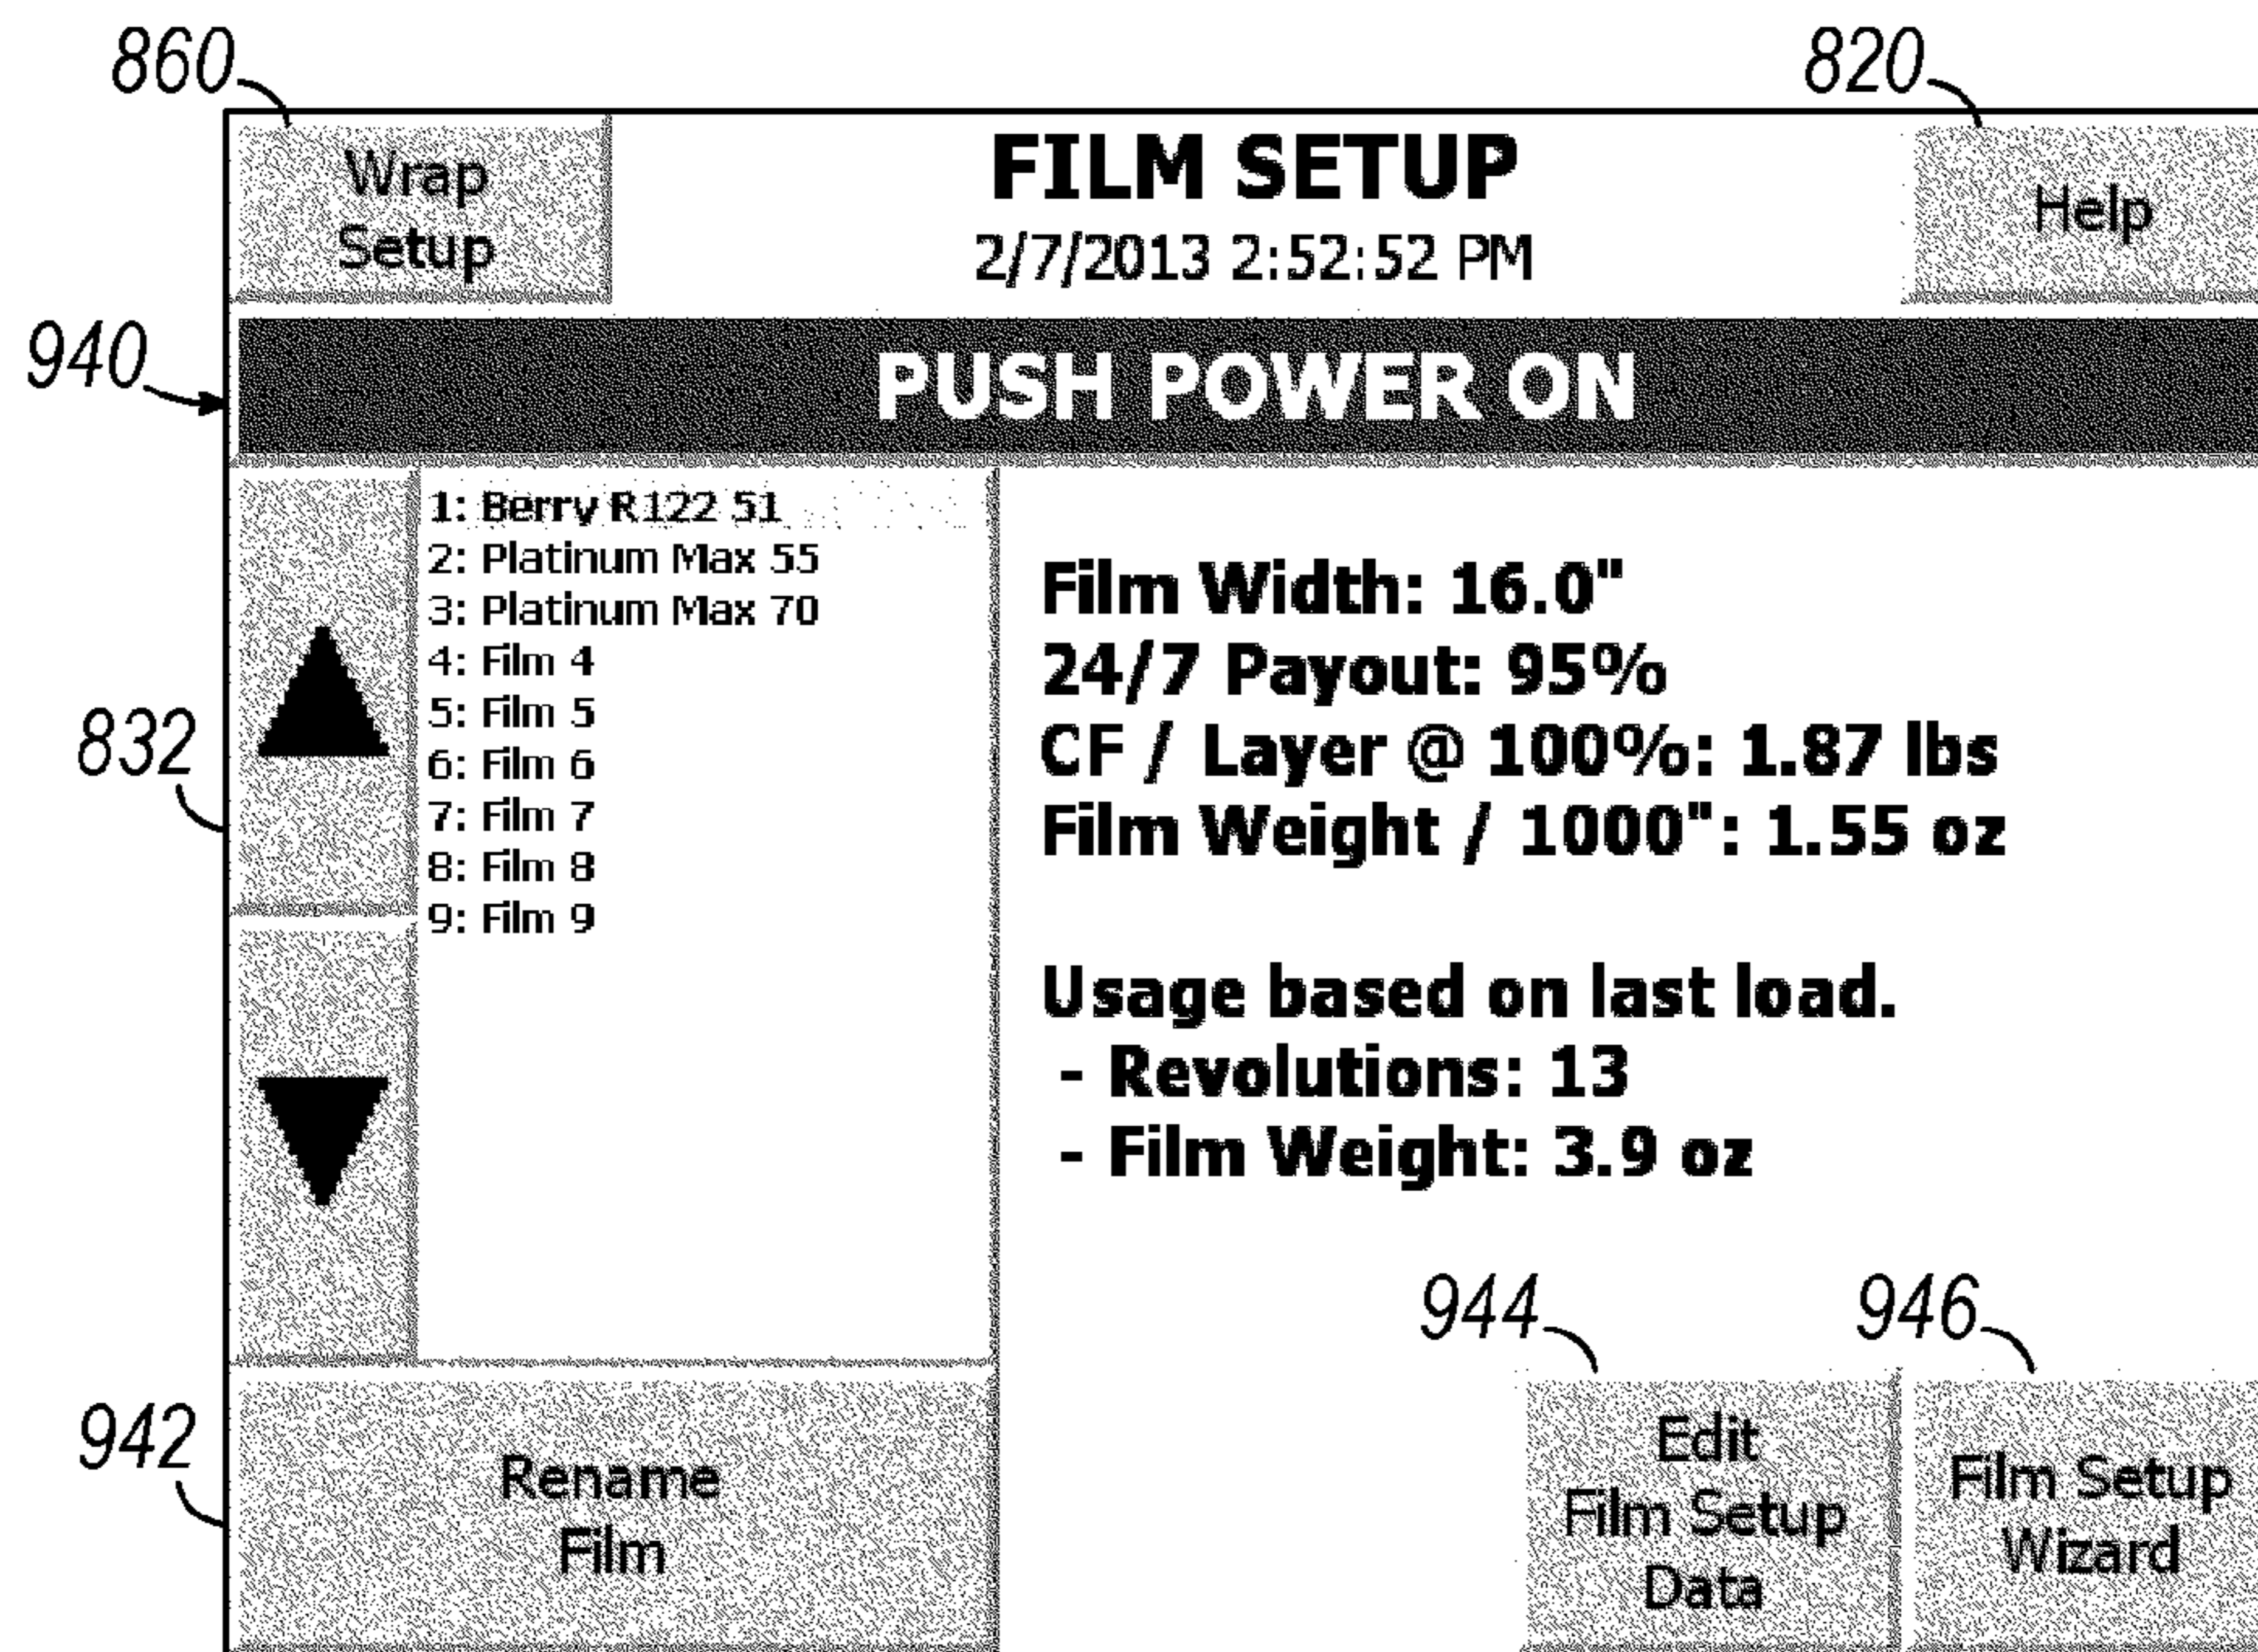 860
820
Wrap
Setup
FILM SETUP
2/7/2013 2:52:52 PM
Help
940
PUSH POWER ON
832
1: Berry R122 51
2: Platinum Max 55
3: Platinum Max 70
4: Film 4
5: Film 5
6: Film 6
7: Film 7
8: Film 8
9: Film 9
Film Width: 16.0"
24/7 Payout: 95%
CF / Layer @ 100%: 1.87 lbs
Film Weight / 1000": 1.55 oz
Usage based on last load.
- Revolutions: 13
- Film Weight: 3.9 oz
944
946
942
Rename
Film
Edit
Film Setup
Data
Film Setup
Wizard